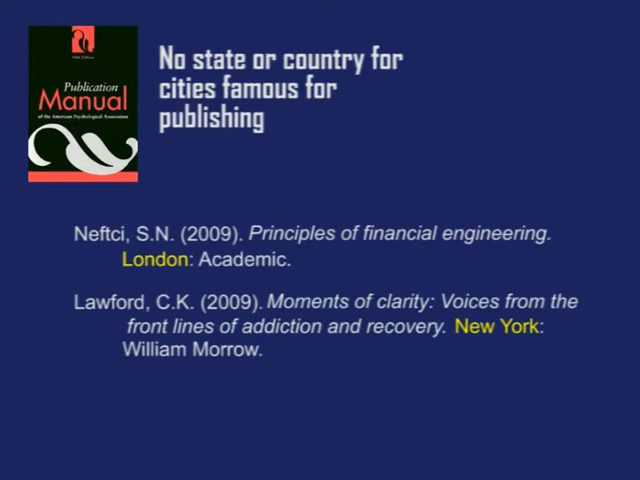 Fifth Edition
Publication
Manual
of the American Psychological Association
No state or country for
cities famous for
publishing
Neftci, S.N. (2009). Principles of financial engineering.
London: Academic.
Lawford, C.K. (2009). Moments of clarity: Voices from the
front lines of addiction and recovery. New York:
William Morrow.